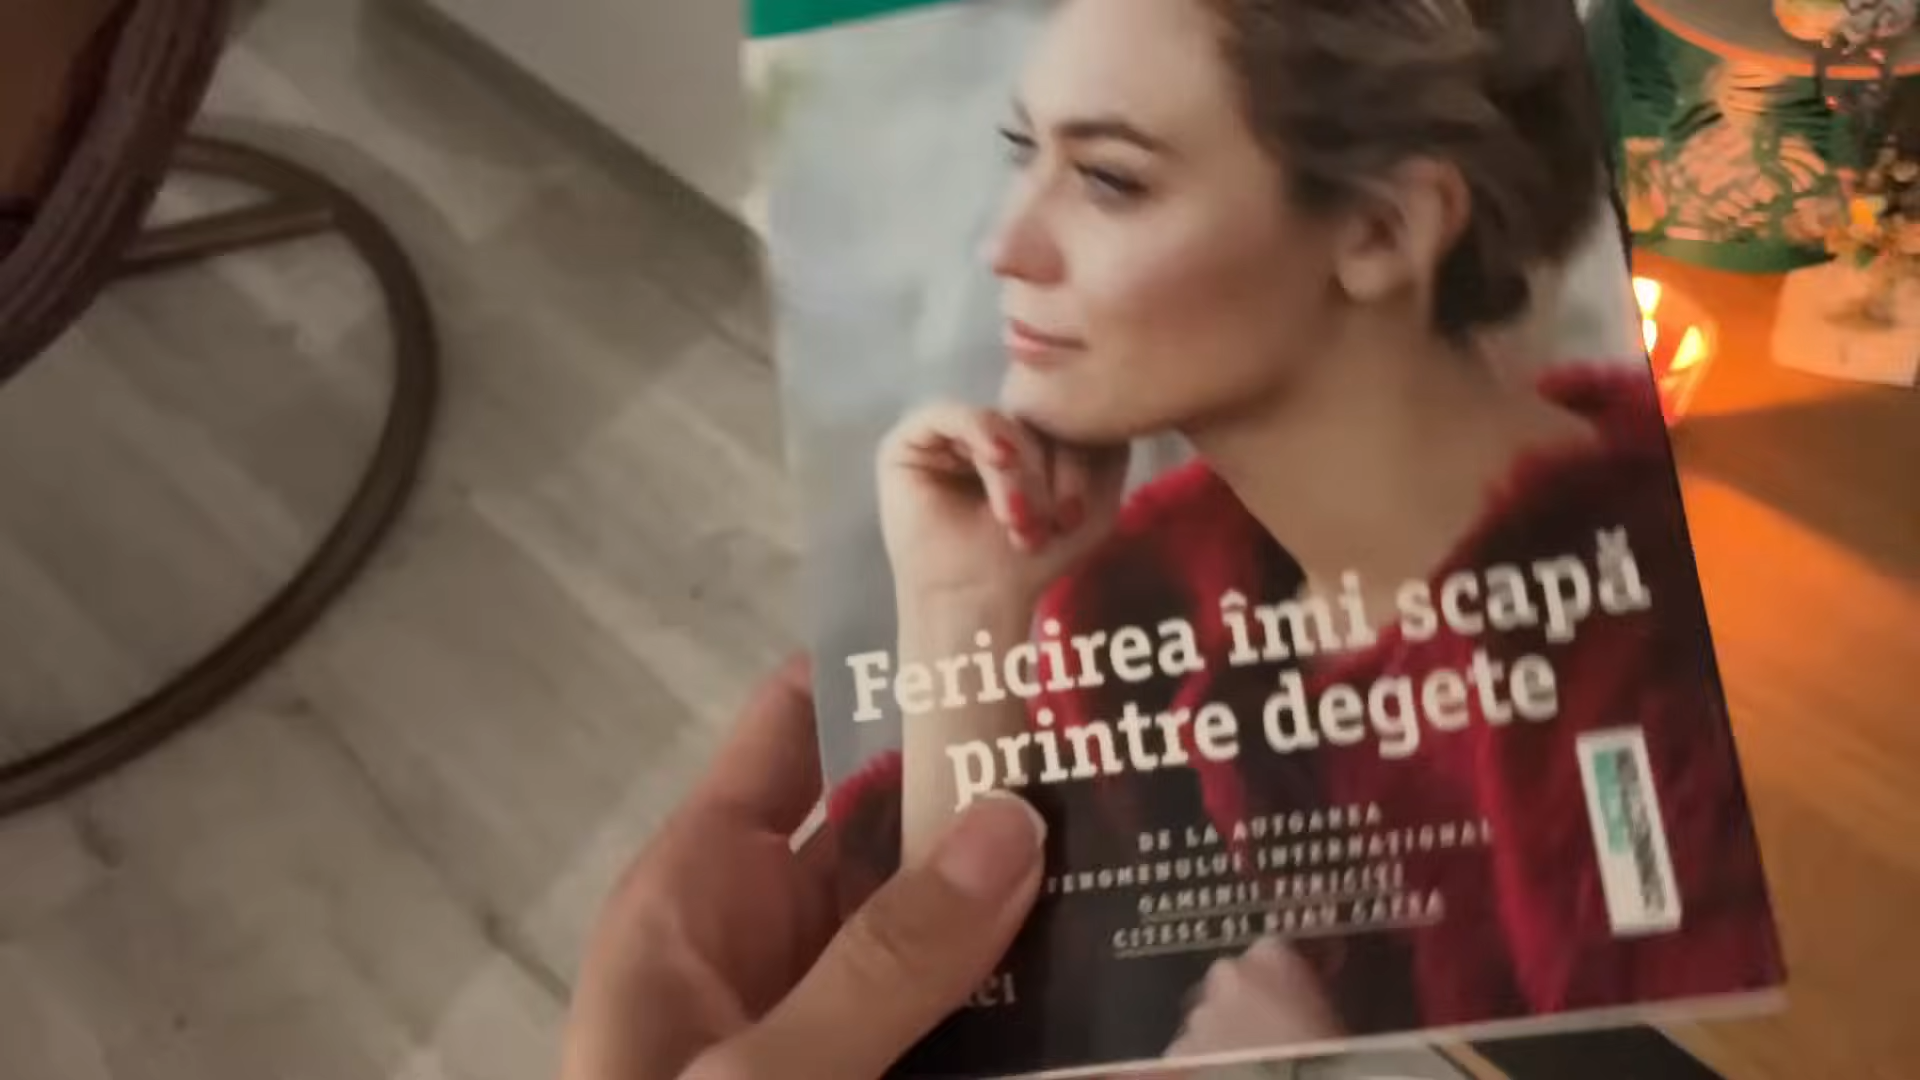 Fericirea îmi scapă
printre degete
DE LA AUTOAREA
FENOMENULUI INTERNAȚIONAL
OAMENII FERICIȚI
CITESC ȘI BEAU CAFEA